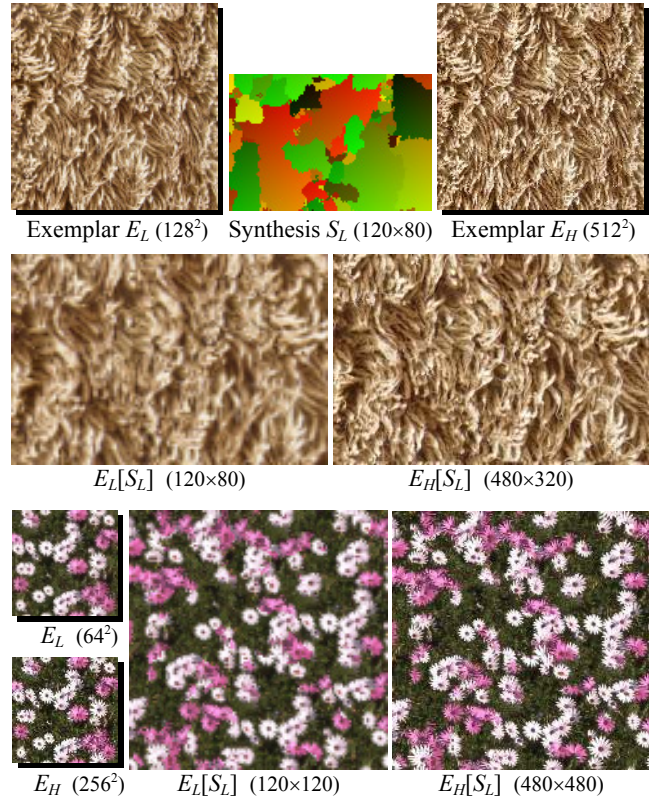 Exemplar E_L (128²) Synthesis S_L (120×80) Exemplar E_H (512²)
E_L[S_L] (120×80) E_H[S_L] (480×320)
E_L (64²)
E_H (256²) E_L[S_L] (120×120) E_H[S_L] (480×480)